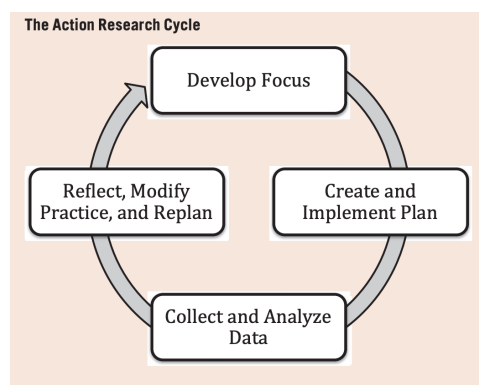 The Action Research Cycle
Develop Focus
Create and
Implement Plan
Collect and Analyze
Data
Reflect, Modify
Practice, and Replan